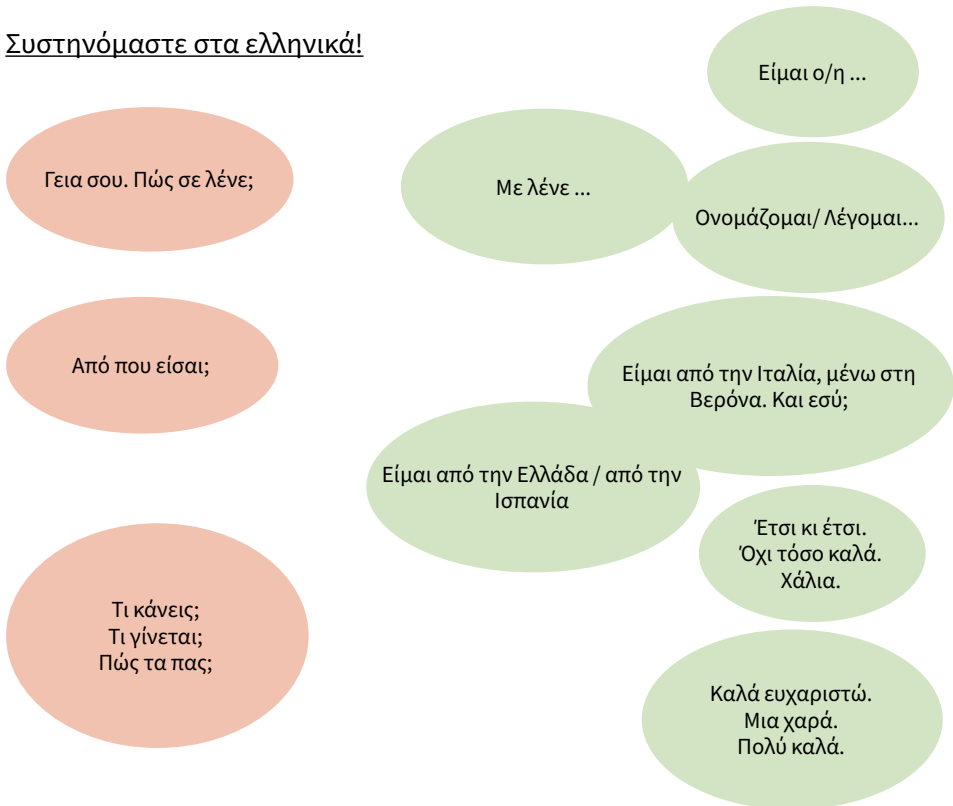 Συστηνόμαστε στα ελληνικά!
Είμαι ο/η ...
Γεια σου. Πώς σε λένε;
Με λένε ...
Ονομάζομαι/ Λέγομαι...
Από που είσαι;
Είμαι από την Ιταλία, μένω στη
Βερόνα. Και εσύ;
Είμαι από την Ελλάδα / από την
Ισπανία
Έτσι κι έτσι.
Όχι τόσο καλά.
Χάλια.
Τι κάνεις;
Τι γίνεται;
Πώς τα πας;
Καλά ευχαριστώ.
Μια χαρά.
Πολύ καλά.